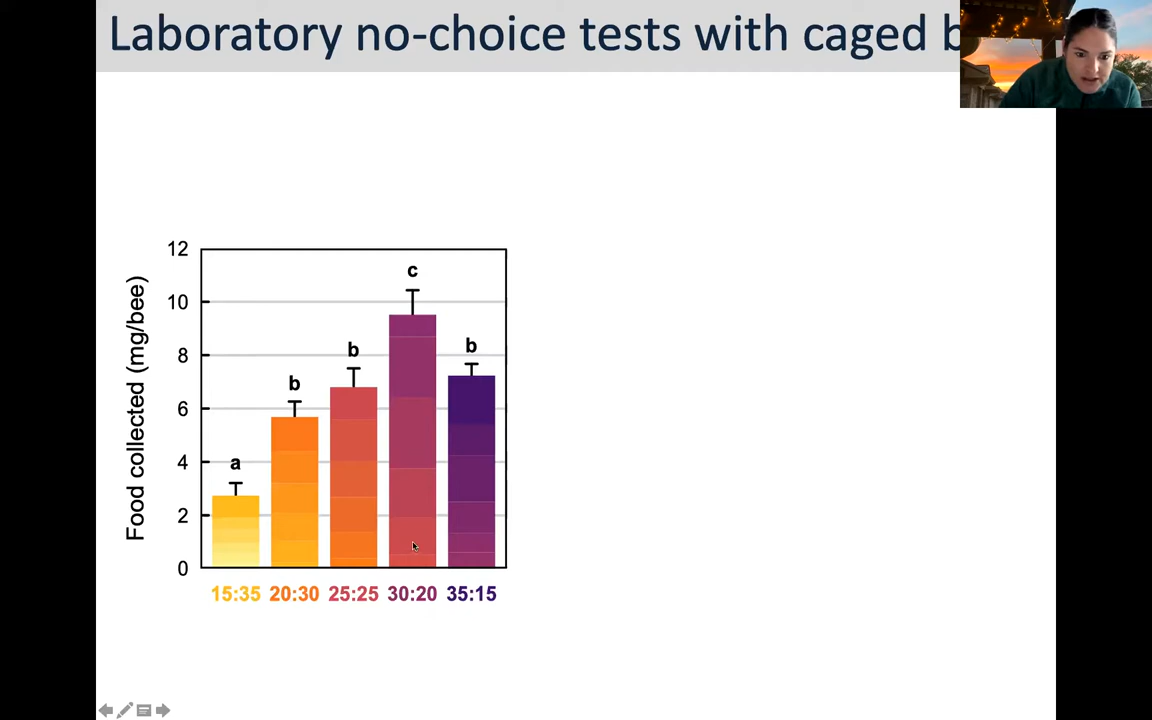 Laboratory no-choice tests with caged b
12
10
8
6
4
2
0
Food collected (mg/bee)
a
b
b
c
b
15:35 20:30 25:25 30:20 35:15